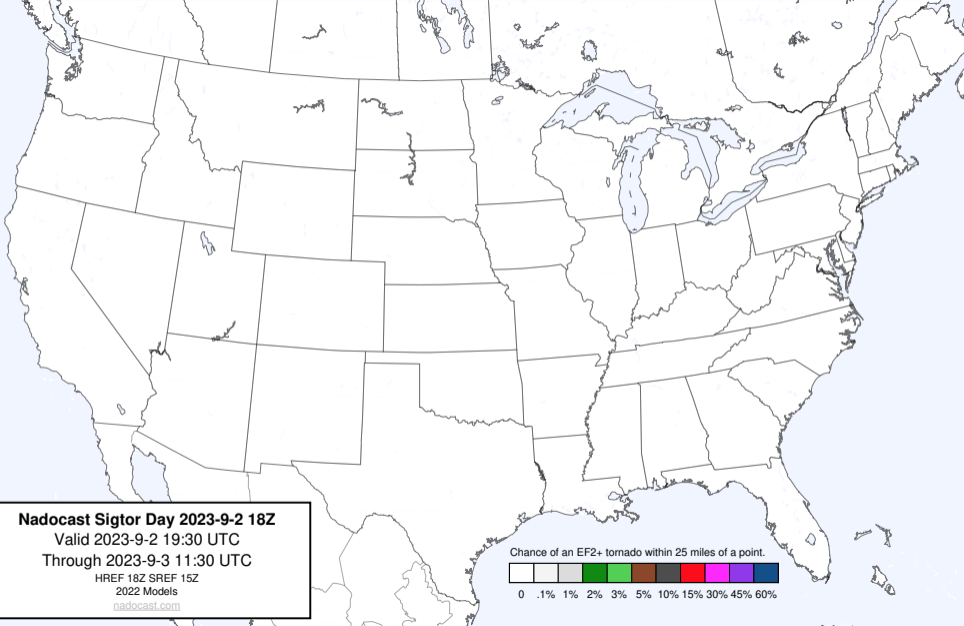 Nadocast Sigtor Day 2023-9-2 18Z
Valid 2023-9-2 19:30 UTC
Through 2023-9-3 11:30 UTC
HREF 18Z SREF 15Z
2022 Models
nadocast.com
Chance of an EF2+ tornado within 25 miles of a point.
0 .1% 1% 2% 3% 5% 10% 15% 30% 45% 60%